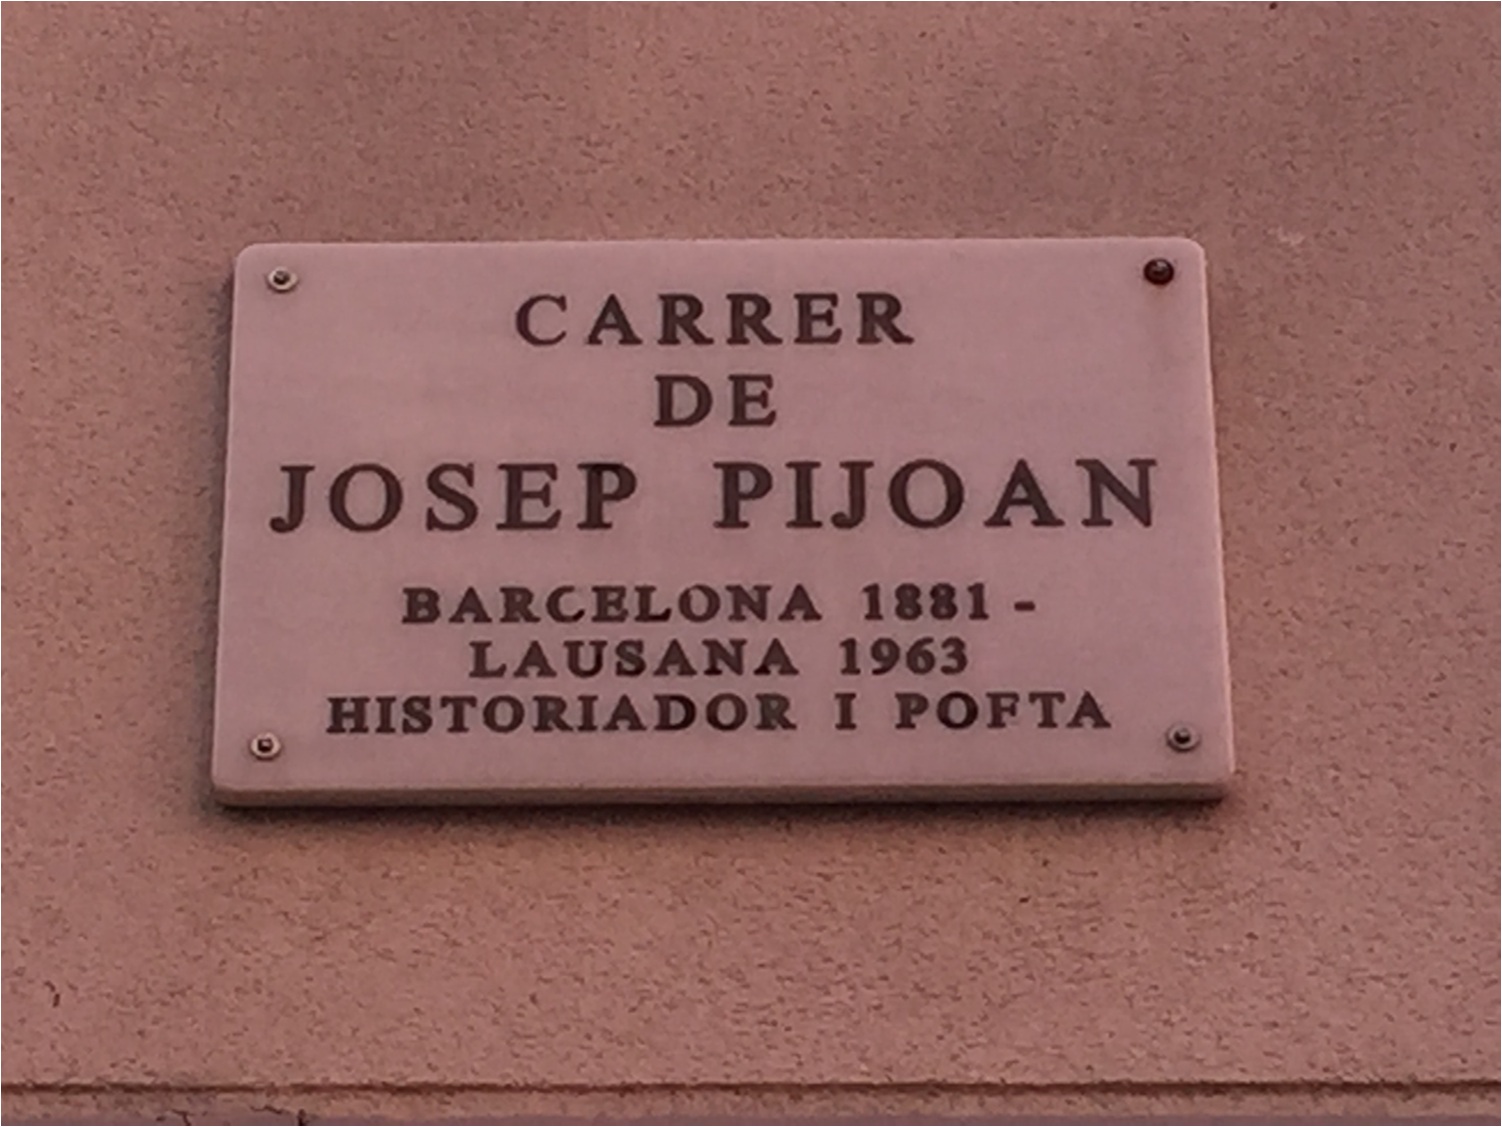 CARRER
DE
JOSEP PIJOAN
BARCELONA 1881 -
LAUSANA 1963
HISTORIADOR I POFTA